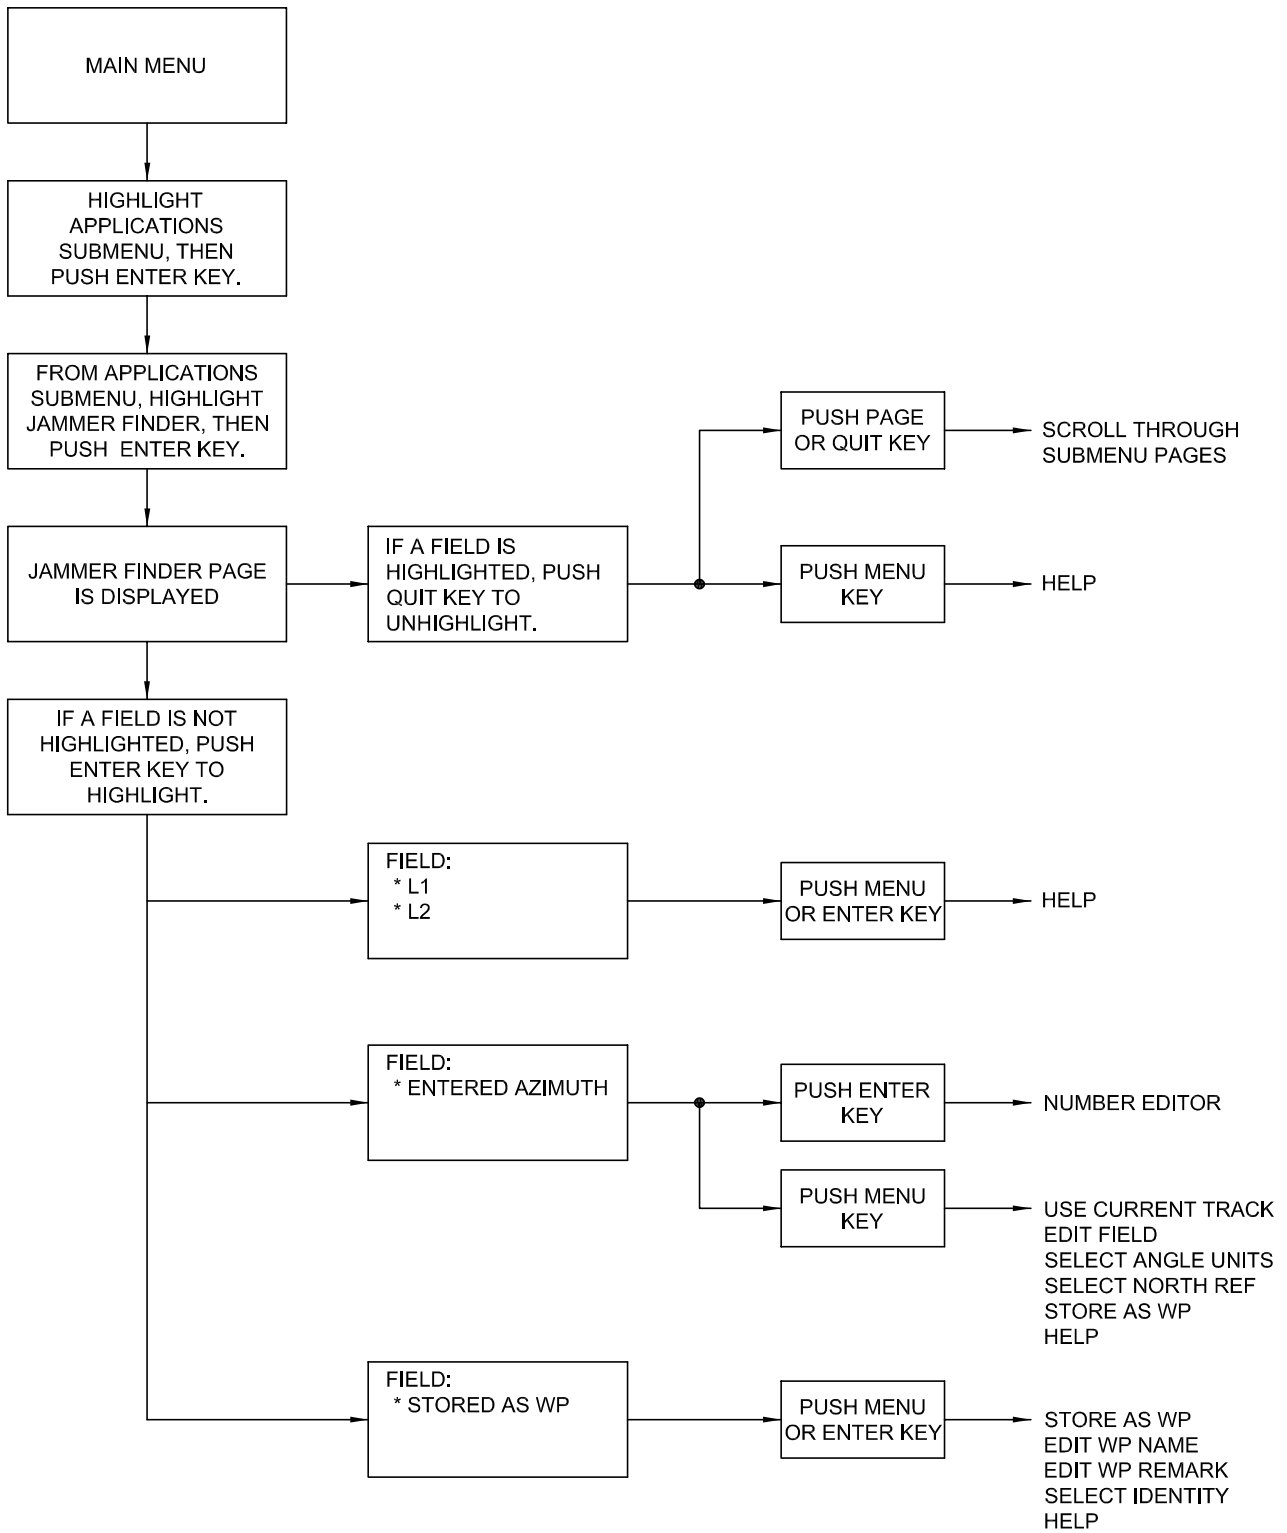 MAIN MENU
HIGHLIGHT
APPLICATIONS
SUBMENU, THEN
PUSH ENTER KEY.
FROM APPLICATIONS
SUBMENU, HIGHLIGHT
JAMMER FINDER, THEN
PUSH ENTER KEY.
JAMMER FINDER PAGE
IS DISPLAYED
IF A FIELD IS
HIGHLIGHTED, PUSH
QUIT KEY TO
UNHIGHLIGHT.
PUSH PAGE
OR QUIT KEY
SCROLL THROUGH
SUBMENU PAGES
PUSH MENU
KEY
HELP
IF A FIELD IS NOT
HIGHLIGHTED, PUSH
ENTER KEY TO
HIGHLIGHT.
FIELD:
* L1
* L2
PUSH MENU
OR ENTER KEY
HELP
FIELD:
* ENTERED AZIMUTH
PUSH ENTER
KEY
NUMBER EDITOR
PUSH MENU
KEY
USE CURRENT TRACK
EDIT FIELD
SELECT ANGLE UNITS
SELECT NORTH REF
STORE AS WP
HELP
FIELD:
* STORED AS WP
PUSH MENU
OR ENTER KEY
STORE AS WP
EDIT WP NAME
EDIT WP REMARK
SELECT IDENTITY
HELP